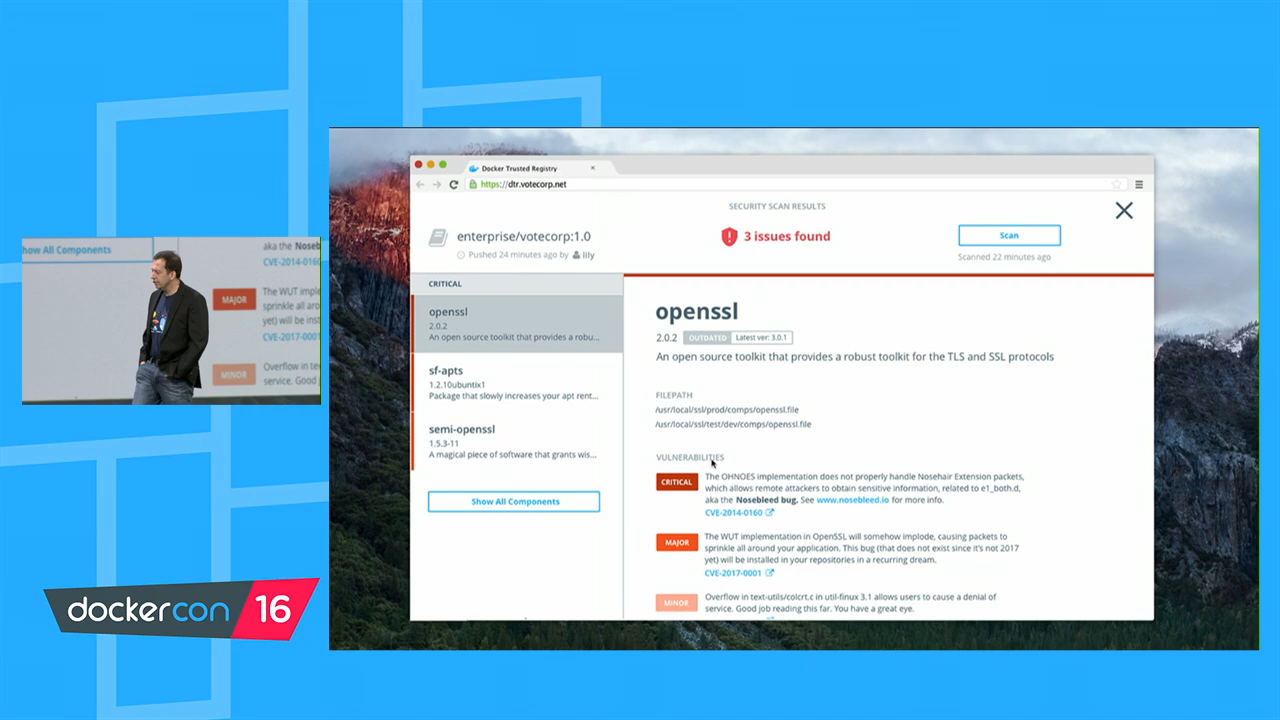 Docker Trusted Registry
https://dtr.votecorp.net
SECURITY SCAN RESULTS
enterprise/votecorp:1.0
3 issues found
Scan
Pushed 24 minutes ago by lily
Scanned 22 minutes ago
CRITICAL
openssl
2.0.2
An open source toolkit that provides a robu...
sf-apts
1.2.10ubuntix1
Package that slowly increases your apt rent...
semi-openssl
1.5.3-11
A magical piece of software that grants wis...
Show All Components
openssl
2.0.2 OUTDATED Latest ver: 3.0.1
An open source toolkit that provides a robust toolkit for the TLS and SSL protocols
FILEPATH
/usr/local/ssl/prod/comps/openssl.file
/usr/local/ssl/test/dev/comps/openssl.file
VULNERABILITIES
CRITICAL
The OHNOES implementation does not properly handle Nosehair Extension packets,
which allows remote attackers to obtain sensitive information, related to e1_both.d,
aka the Nosebleed bug. See www.nosebleed.io for more info.
CVE-2014-0160
MAJOR
The WUT implementation in OpenSSL will somehow implode, causing packets to
sprinkle all around your application. This bug (that does not exist since it's not 2017
yet) will be installed in your repositories in a recurring dream.
CVE-2017-0001
MINOR
Overflow in text-utils/colcrt.c in util-finux 3.1 allows users to cause a denial of
service. Good job reading this far. You have a great eye.
how All Components
aka the Noseb
CVE-2014-0160
MAJOR
The WUT imple
sprinkle all aro
yet) will be inst
CVE-2017-0001
MINOR
Overflow in tex
service. Good j
dockercon 16